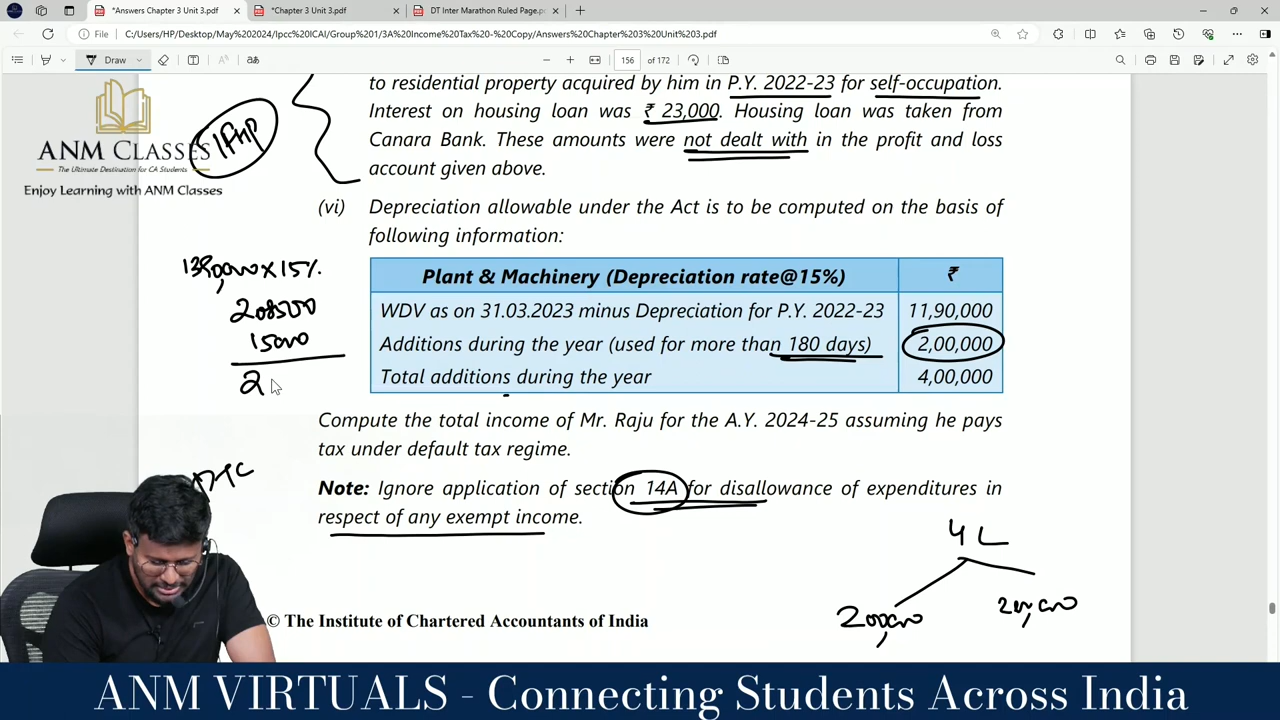 *Answers Chapter 3 Unit 3.pdf
*Chapter 3 Unit 3.pdf
DT Inter Marathon Ruled Page.pc
File
C:/Users/HP/Desktop/May%202024/Ipcc%20ICAI/Group%201/3A%20Income%20Tax%20-%20Copy/Answers%20Chapter%203%20Unit%203.pdf
Draw
156 of 172
to residential property acquired by him in P.Y. 2022-23 for self-occupation.
Interest on housing loan was ₹ 23,000. Housing loan was taken from
Canara Bank. These amounts were not dealt with in the profit and loss
account given above.
IFHP
ANM CLASSES
The Ultimate Destination for CA Students
Enjoy Learning with ANM Classes
(vi) Depreciation allowable under the Act is to be computed on the basis of
following information:
Plant & Machinery (Depreciation rate@15%) ₹
WDV as on 31.03.2023 minus Depreciation for P.Y. 2022-23 11,90,000
Additions during the year (used for more than 180 days) 2,00,000
Total additions during the year 4,00,000
x 15%
208500
15000
2
Compute the total income of Mr. Raju for the A.Y. 2024-25 assuming he pays
tax under default tax regime.
Note: Ignore application of section 14A for disallowance of expenditures in
respect of any exempt income.
4 L
200,000
200,000
© The Institute of Chartered Accountants of India
ANM VIRTUALS - Connecting Students Across India